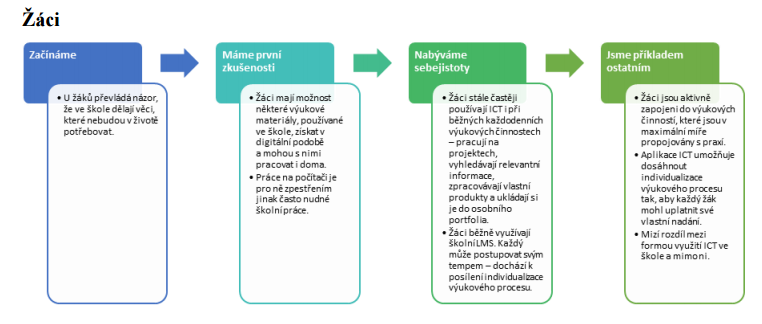 Žáci
Začínáme
• U žáků převládá názor,
že ve škole dělají věci,
které nebudou v životě
potřebovat.
Máme první
zkušenosti
• Žáci mají možnost
některé výukové
materiály, používané
ve škole, získat v
digitální podobě
a mohou s nimi
pracovat i doma.
• Práce na počítači je
pro ně zpestřením
jinak často nudné
školní práce.
Nabýváme
sebejistoty
• Žáci stále častěji
používají ICT i při
běžných každodenních
výukových činnostech
– pracují na
projektech,
vyhledávají relevantní
informace,
zpracovávají vlastní
produkty a ukládají si
je do osobního
portfolia.
• Žáci běžně využívají
školní LMS. Každý
může postupovat svým
tempem – dochází k
posílení individualizace
výukového procesu.
Jsme příkladem
ostatním
• Žáci jsou aktivně
zapojeni do výukových
činností, které jsou v
maximální míře
propojovány s praxí.
• Aplikace ICT umožňuje
dosáhnout
individualizace
výukového procesu
tak, aby každý žák
mohl uplatnit své
vlastní nadání.
• Mizí rozdíl mezi
formou využití ICT ve
škole a mimo ni.